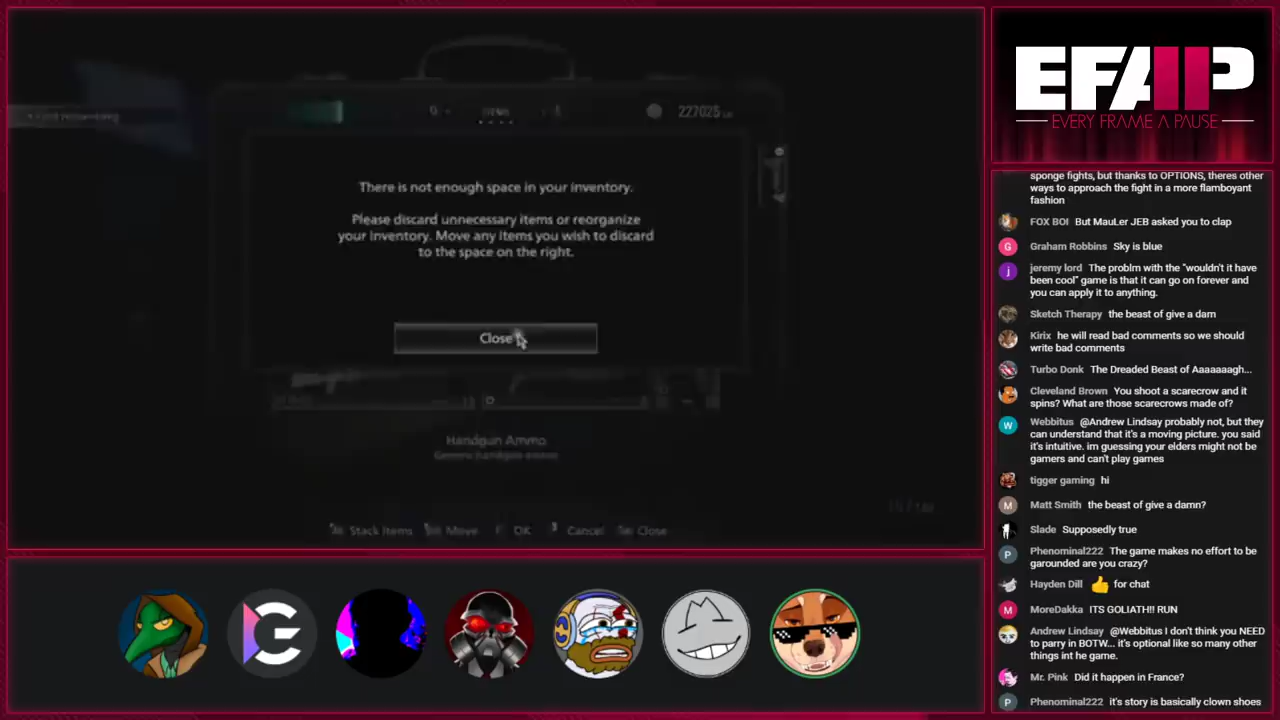 227025
There is not enough space in your inventory.
Please discard unnecessary items or reorganize
your inventory. Move any items you wish to discard
to the space on the right.
Close
Handgun Ammo
Stack Items Move OK Cancel Close
EFAP
EVERY FRAME A PAUSE
sponge fights, but thanks to OPTIONS, theres other
ways to approach the fight in a more flamboyant
fashion
FOX BOI But MauLer JEB asked you to clap
G Graham Robbins Sky is blue
j jeremy lord The problm with the "wouldn't it have
been cool" game is that it can go on forever and
you can apply it to anything.
Sketch Therapy the beast of give a dam
Kirix he will read bad comments so we should
write bad comments
Turbo Donk The Dreaded Beast of Aaaaaaagh...
Cleveland Brown You shoot a scarecrow and it
spins? What are those scarecrows made of?
W Webbitus @Andrew Lindsay probably not, but they
can understand that it's a moving picture. you said
it's intuitive. im guessing your elders might not be
gamers and can't play games
tigger gaming hi
M Matt Smith the beast of give a damn?
Slade Supposedly true
P Phenominal222 The game makes no effort to be
garounded are you crazy?
Hayden Dill 👍 for chat
M MoreDakka ITS GOLIATH!! RUN
Andrew Lindsay @Webbitus I don't think you NEED
to parry in BOTW... it's optional like so many other
things int he game.
Mr. Pink Did it happen in France?
P Phenominal222 it's story is basically clown shoes